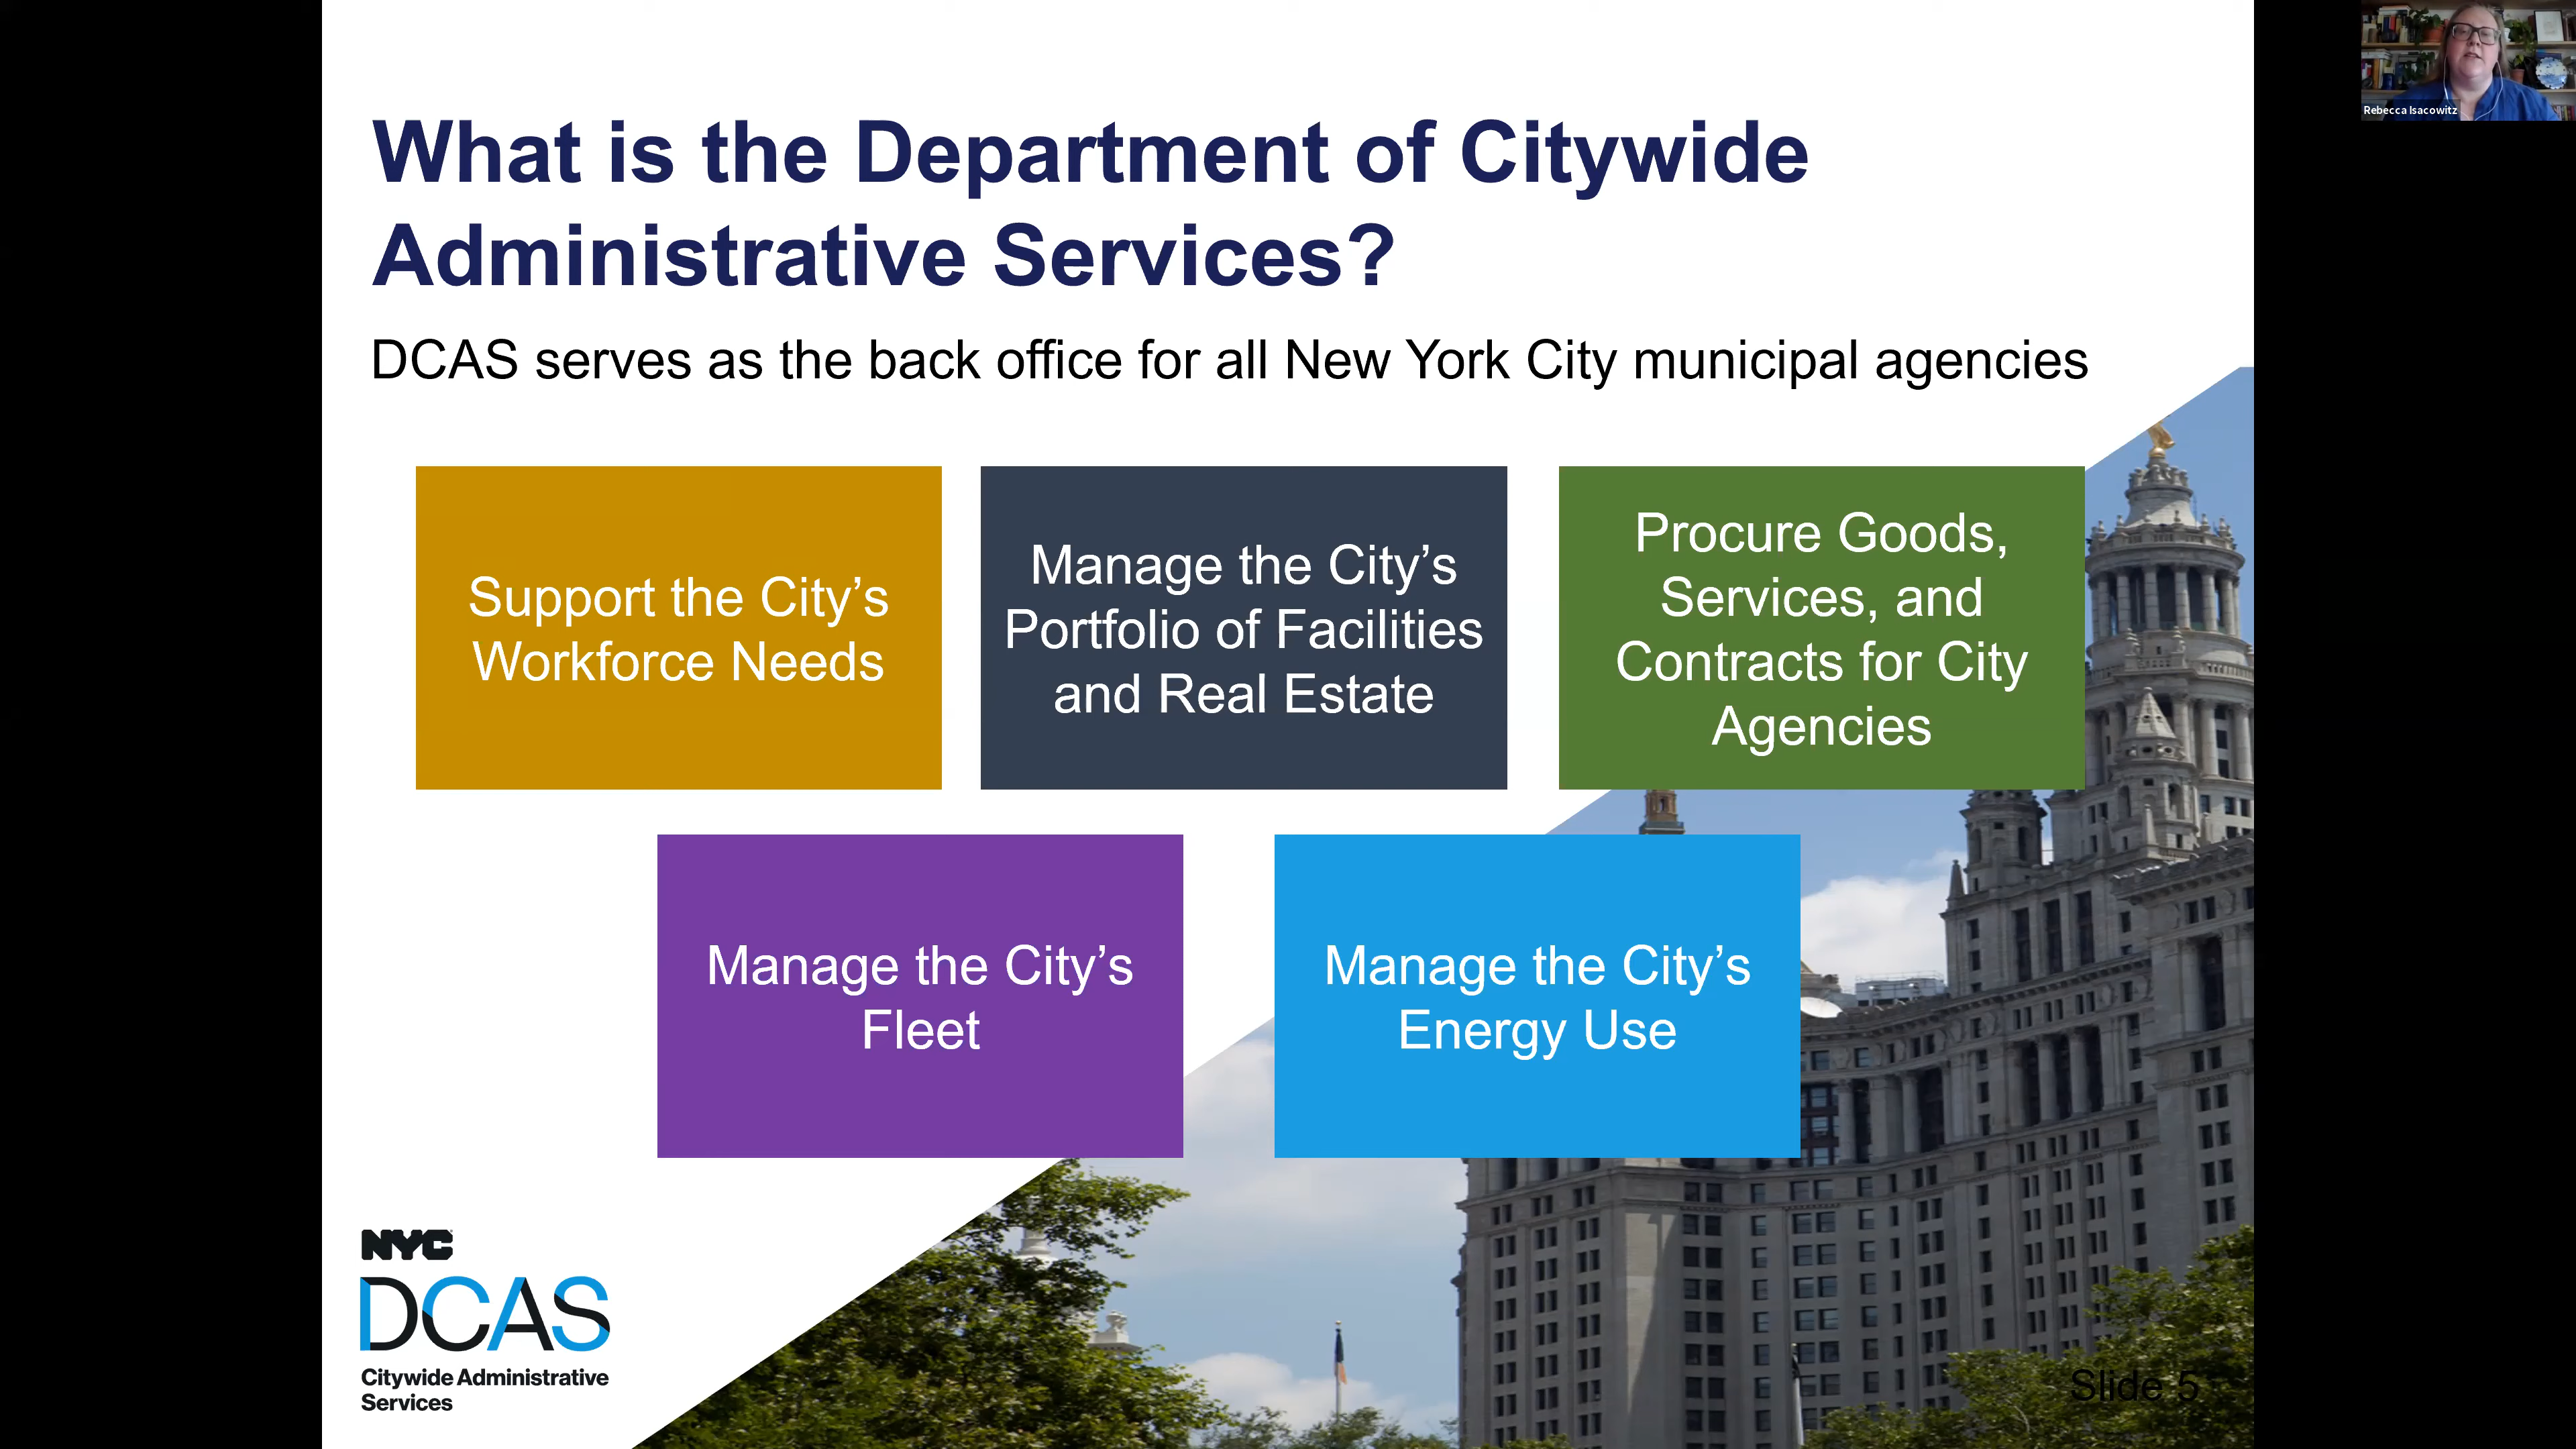 What is the Department of Citywide
Administrative Services?
DCAS serves as the back office for all New York City municipal agencies
Support the City’s
Workforce Needs
Manage the City’s
Portfolio of Facilities
and Real Estate
Procure Goods,
Services, and
Contracts for City
Agencies
Manage the City’s
Fleet
Manage the City’s
Energy Use
NYC
DCAS
Citywide Administrative
Services
Slide 5
Rebecca Isacowitz